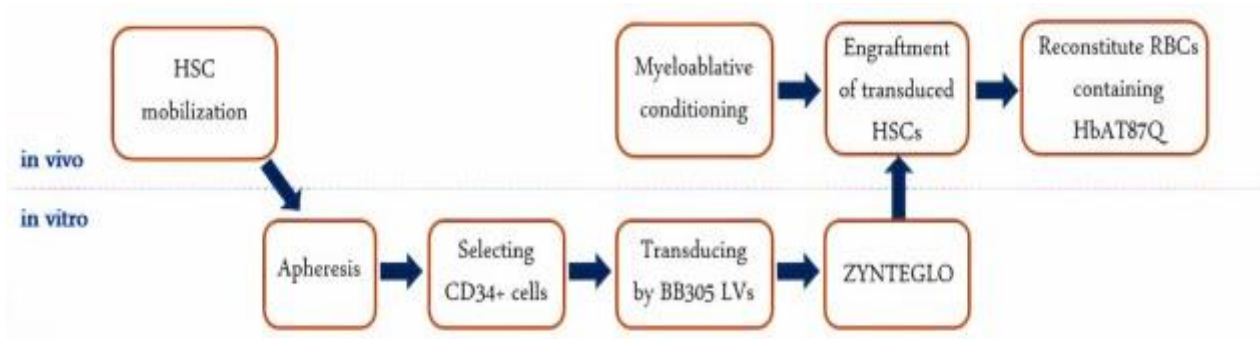 HSC
mobilization
Myeloablative
conditioning
Engraftment
of transduced
HSCs
Reconstitute RBCs
containing
HbAT87Q
in vivo
in vitro
Apheresis
Selecting
CD34+ cells
Transducing
by BB305 LVs
ZYNTEGLO